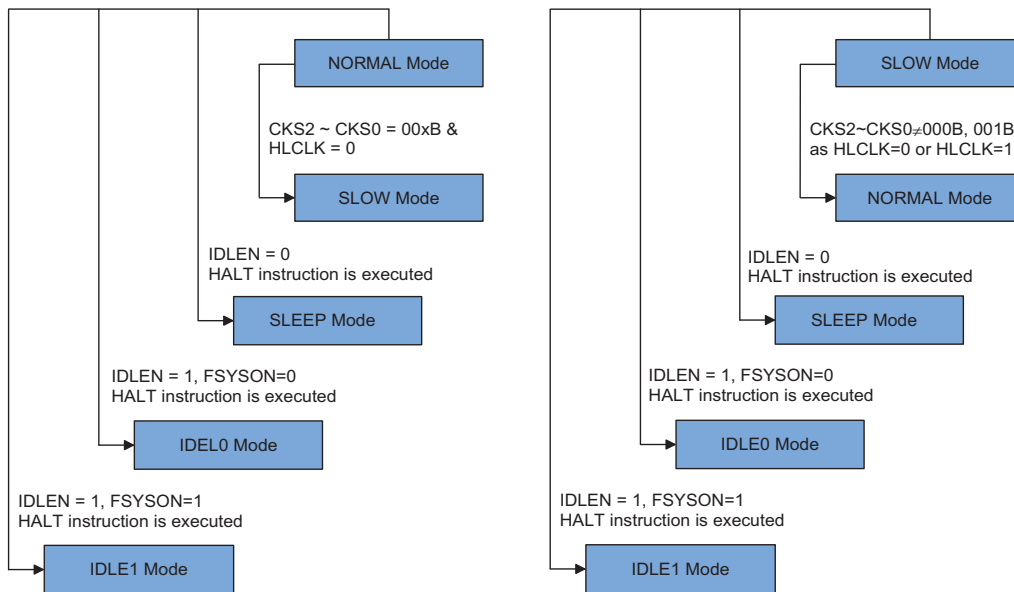 NORMAL Mode
CKS2 ~ CKS0 = 00xB &
HLCLK = 0
SLOW Mode
IDLEN = 0
HALT instruction is executed
SLEEP Mode
IDLEN = 1, FSYSON=0
HALT instruction is executed
IDEL0 Mode
IDLEN = 1, FSYSON=1
HALT instruction is executed
IDLE1 Mode
SLOW Mode
CKS2~CKS0≠000B, 001B
as HLCLK=0 or HLCLK=1
NORMAL Mode
IDLEN = 0
HALT instruction is executed
SLEEP Mode
IDLEN = 1, FSYSON=0
HALT instruction is executed
IDLE0 Mode
IDLEN = 1, FSYSON=1
HALT instruction is executed
IDLE1 Mode